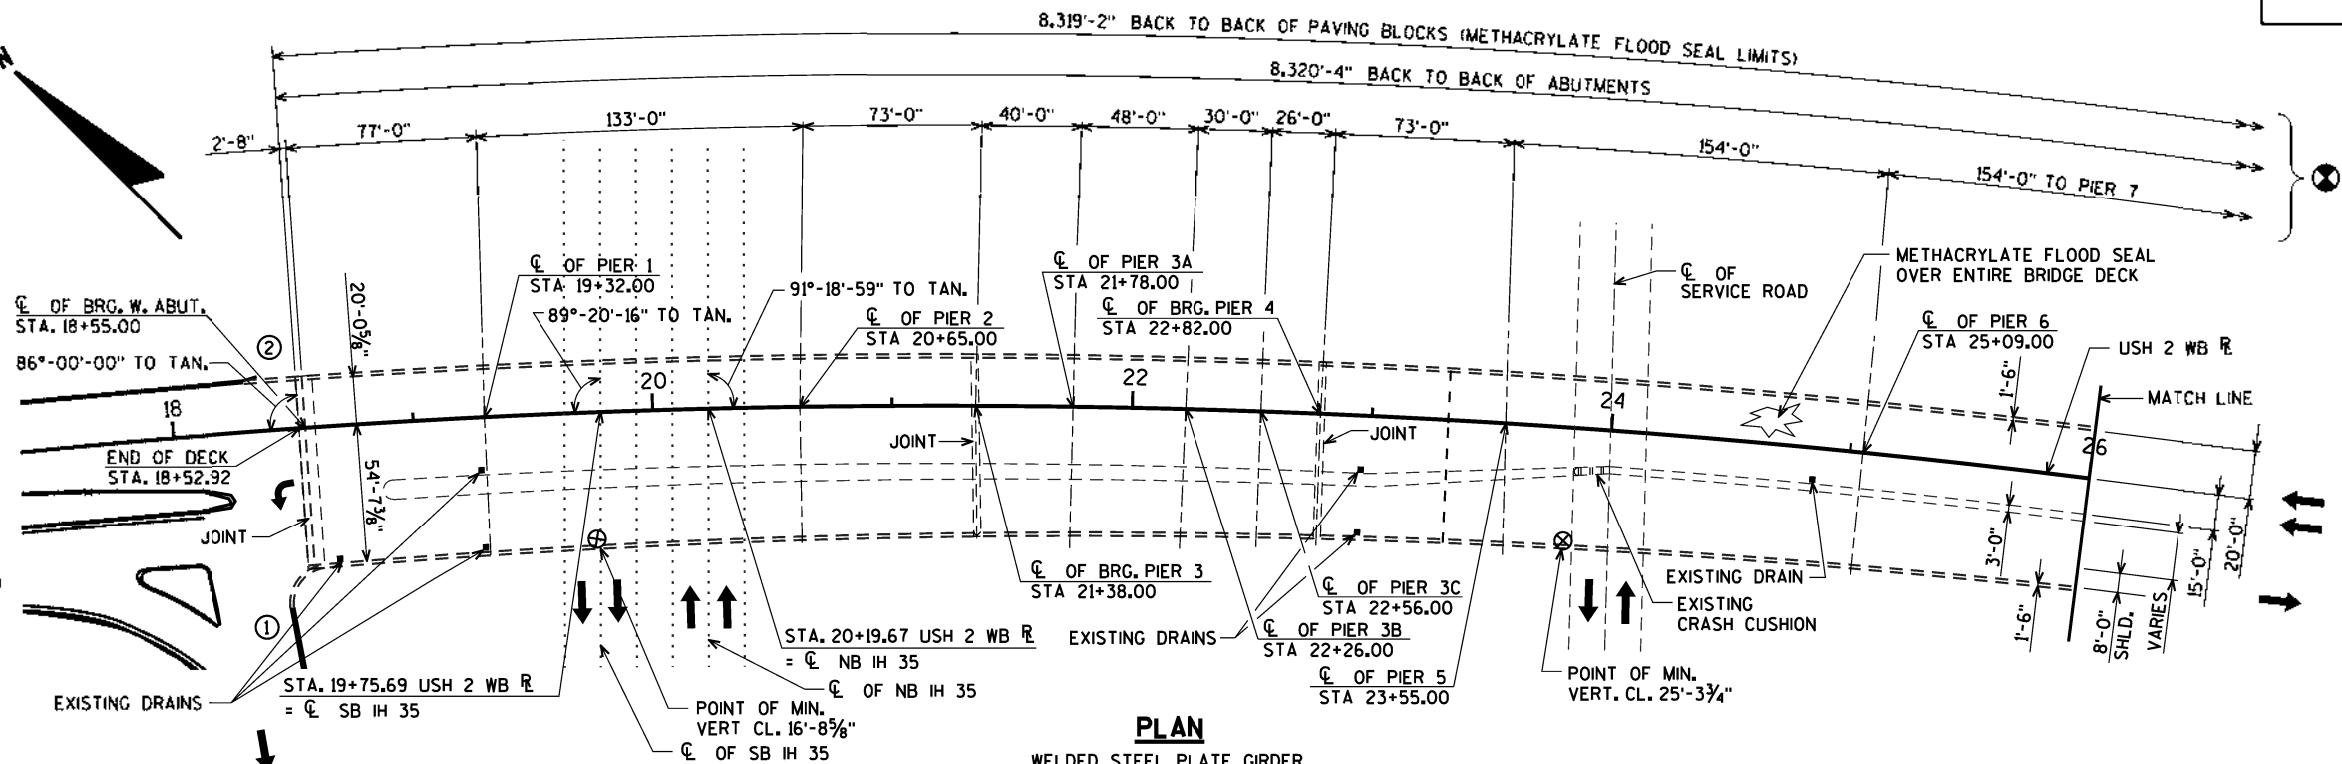 8,319'-2" BACK TO BACK OF PAVING BLOCKS (METHACRYLATE FLOOD SEAL LIMITS)
8,320'-4" BACK TO BACK OF ABUTMENTS
2'-8"
77'-0"
133'-0"
73'-0"
40'-0"
48'-0"
30'-0"
26'-0"
73'-0"
154'-0"
154'-0" TO PIER 7
N
℄ OF BRG. W. ABUT.
STA. 18+55.00
86°-00'-00" TO TAN.
②
20'-0⅝"
℄ OF PIER 1
STA 19+32.00
89°-20'-16" TO TAN.
91°-18'-59" TO TAN.
℄ OF PIER 2
STA 20+65.00
℄ OF PIER 3A
STA 21+78.00
℄ OF BRG. PIER 4
STA 22+82.00
℄ OF
SERVICE ROAD
METHACRYLATE FLOOD SEAL
OVER ENTIRE BRIDGE DECK
℄ OF PIER 6
STA 25+09.00
USH 2 WB ℞
1'-6"
MATCH LINE
18
20
22
24
26
END OF DECK
STA. 18+52.92
54'-7⅜"
JOINT
JOINT
JOINT
①
EXISTING DRAINS
STA. 19+75.69 USH 2 WB ℞
= ℄ SB IH 35
POINT OF MIN.
VERT CL. 16'-8⅝"
℄ OF SB IH 35
STA. 20+19.67 USH 2 WB ℞
= ℄ NB IH 35
℄ OF NB IH 35
℄ OF BRG. PIER 3
STA 21+38.00
EXISTING DRAINS
℄ OF PIER 3C
STA 22+56.00
℄ OF PIER 3B
STA 22+26.00
℄ OF PIER 5
STA 23+55.00
POINT OF MIN.
VERT. CL. 25'-3¾"
EXISTING DRAIN
EXISTING
CRASH CUSHION
3'-0"
1'-6"
8'-0"
SHLD.
VARIES
15'-0"
20'-0"
PLAN
WELDED STEEL PLATE GIRDER